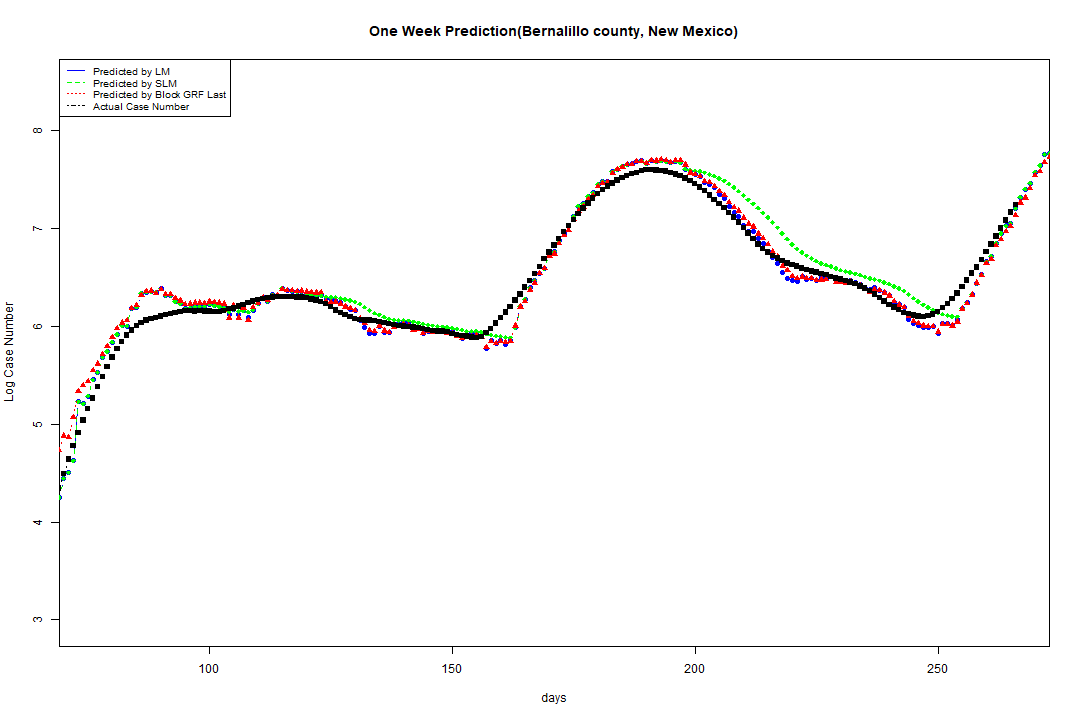 One Week Prediction(Bernalillo county, New Mexico)
Predicted by LM
Predicted by SLM
Predicted by Block GRF Last
Actual Case Number
8
7
6
5
4
3
Log Case Number
100 150 200 250
days